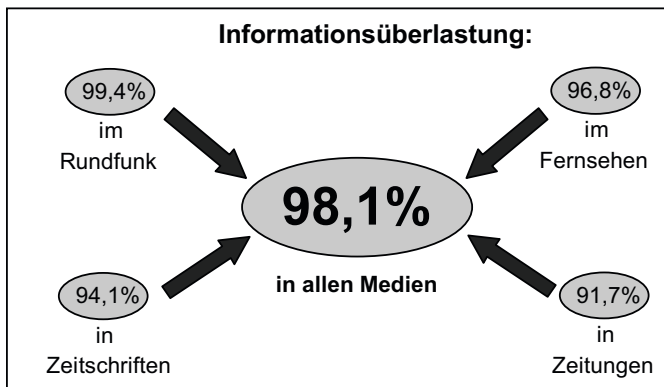 Informationsüberlastung:
99,4%
im
Rundfunk
96,8%
im
Fernsehen
98,1%
in allen Medien
94,1%
in
Zeitschriften
91,7%
in
Zeitungen